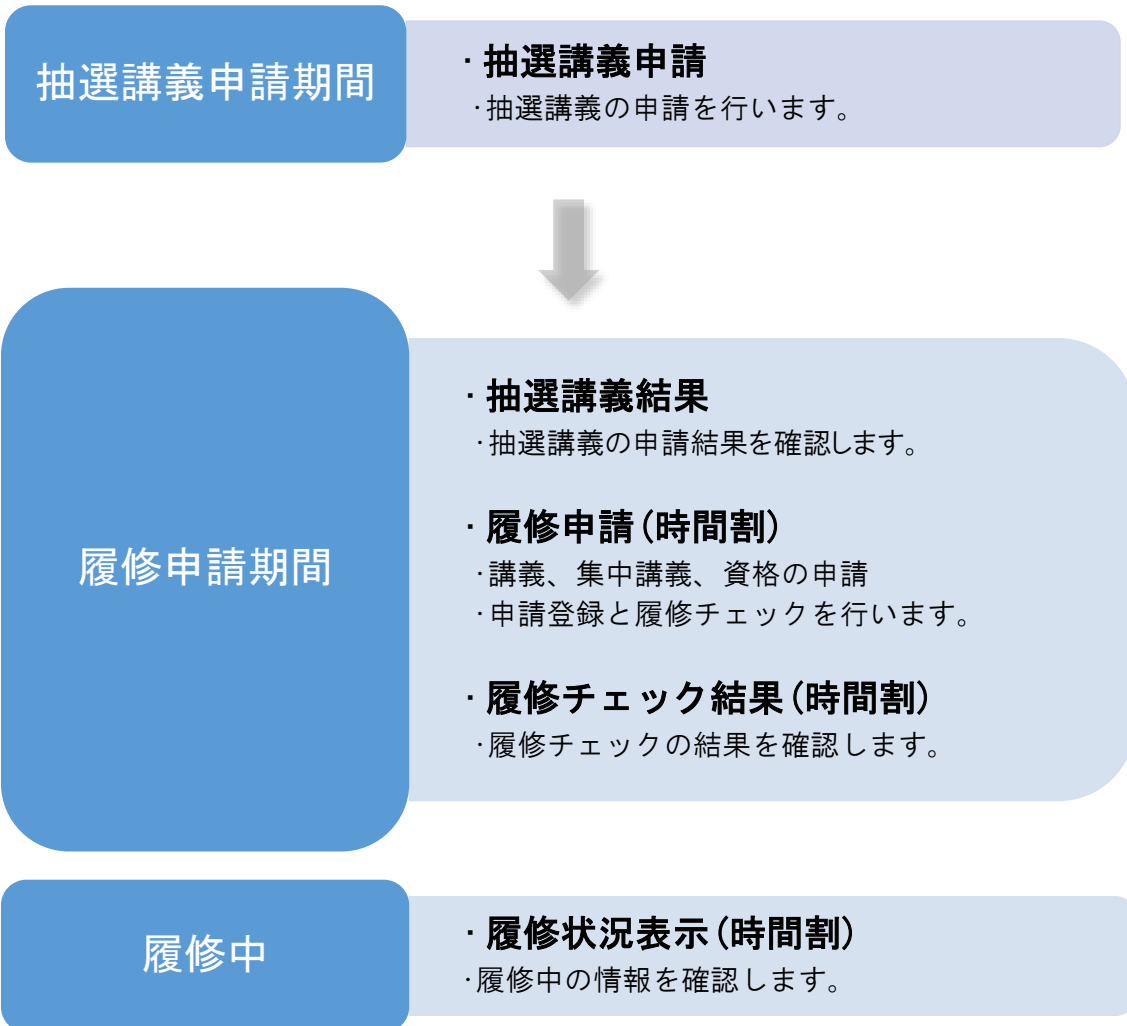 抽選講義申請期間
・抽選講義申請
・抽選講義の申請を行います。
履修申請期間
・抽選講義結果
・抽選講義の申請結果を確認します。
・履修申請(時間割)
・講義、集中講義、資格の申請
・申請登録と履修チェックを行います。
・履修チェック結果(時間割)
・履修チェックの結果を確認します。
履修中
・履修状況表示(時間割)
・履修中の情報を確認します。